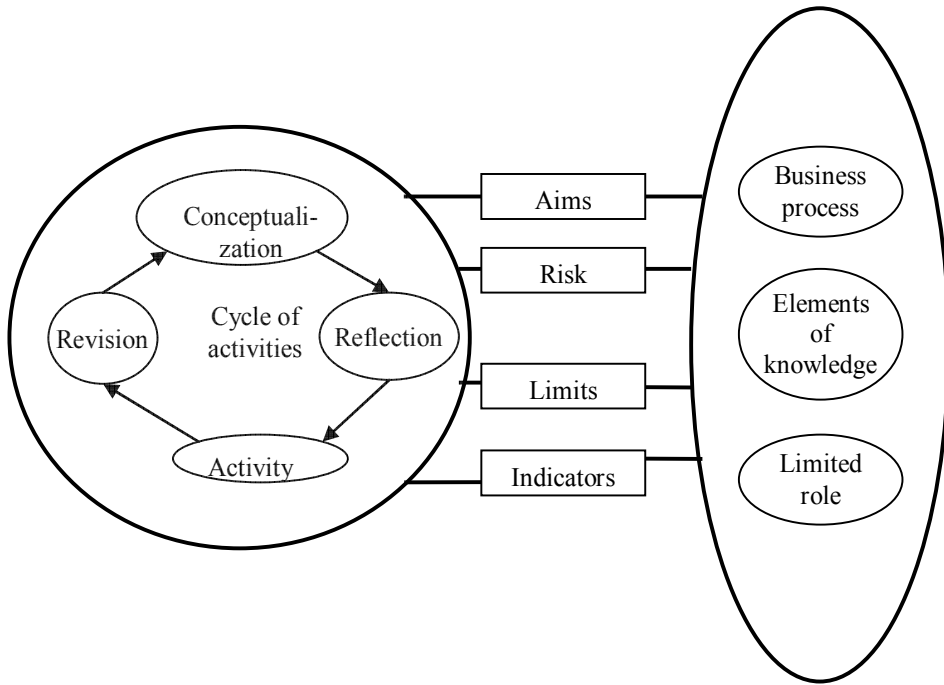 Conceptuali-
zation
Revision
Cycle of
activities
Reflection
Activity
Aims
Risk
Limits
Indicators
Business
process
Elements
of
knowledge
Limited
role